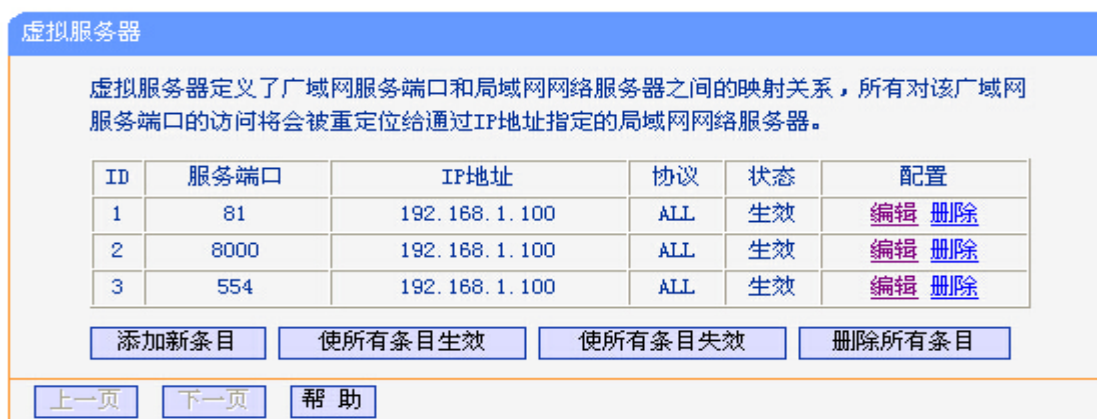 虚拟服务器
虚拟服务器定义了广域网服务端口和局域网网络服务器之间的映射关系，所有对该广域网
服务端口的访问将会被重定位给通过IP地址指定的局域网网络服务器。
ID 服务端口 IP地址 协议 状态 配置
1 81 192.168.1.100 ALL 生效 编辑 删除
2 8000 192.168.1.100 ALL 生效 编辑 删除
3 554 192.168.1.100 ALL 生效 编辑 删除
添加新条目 使所有条目生效 使所有条目失效 删除所有条目
上一页 下一页 帮 助